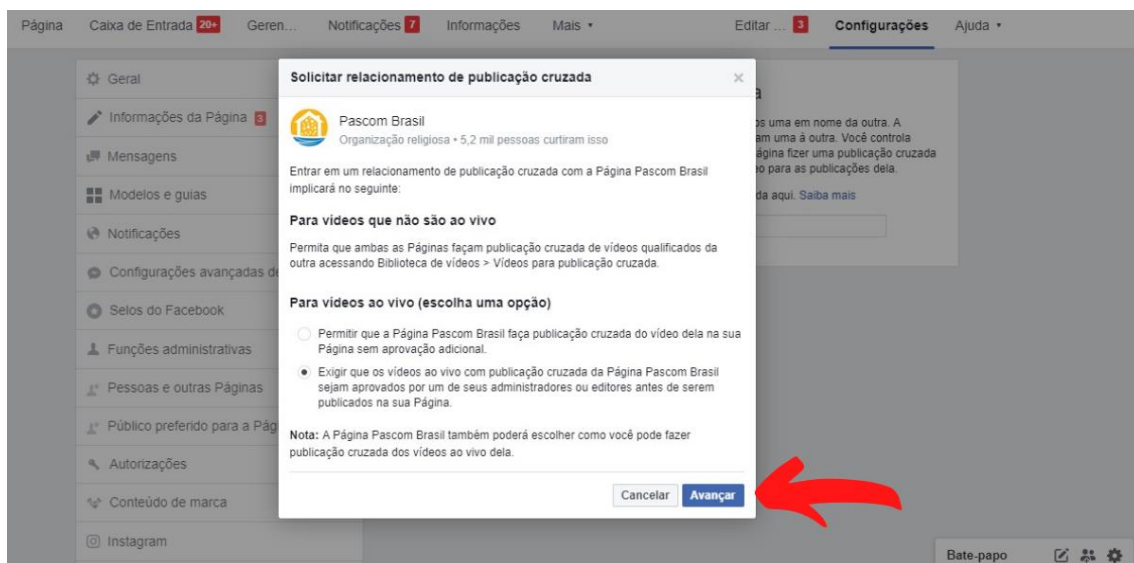 Página Caixa de Entrada 20+ Geren... Notificações 7 Informações Mais Editar ... 3 Configurações Ajuda
Geral
Informações da Página 3
Mensagens
Modelos e guias
Notificações
Configurações avançadas de
Selos do Facebook
Funções administrativas
Pessoas e outras Páginas
Público preferido para a Pág
Autorizações
Conteúdo de marca
Instagram
Solicitar relacionamento de publicação cruzada ×
Pascom Brasil
Organização religiosa • 5,2 mil pessoas curtiram isso
Entrar em um relacionamento de publicação cruzada com a Página Pascom Brasil
implicará no seguinte:
Para vídeos que não são ao vivo
Permita que ambas as Páginas façam publicação cruzada de vídeos qualificados da
outra acessando Biblioteca de vídeos > Vídeos para publicação cruzada.
Para vídeos ao vivo (escolha uma opção)
Permitir que a Página Pascom Brasil faça publicação cruzada do vídeo dela na sua
Página sem aprovação adicional.
Exigir que os vídeos ao vivo com publicação cruzada da Página Pascom Brasil
sejam aprovados por um de seus administradores ou editores antes de serem
publicados na sua Página.
Nota: A Página Pascom Brasil também poderá escolher como você pode fazer
publicação cruzada dos vídeos ao vivo dela.
Cancelar Avançar
a
os uma em nome da outra. A
am uma à outra. Você controla
ágina fizer uma publicação cruzada
eo para as publicações dela.
da aqui. Saiba mais
Bate-papo